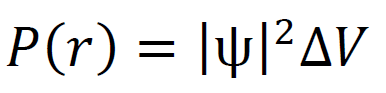 P(r) = |ψ|²ΔV